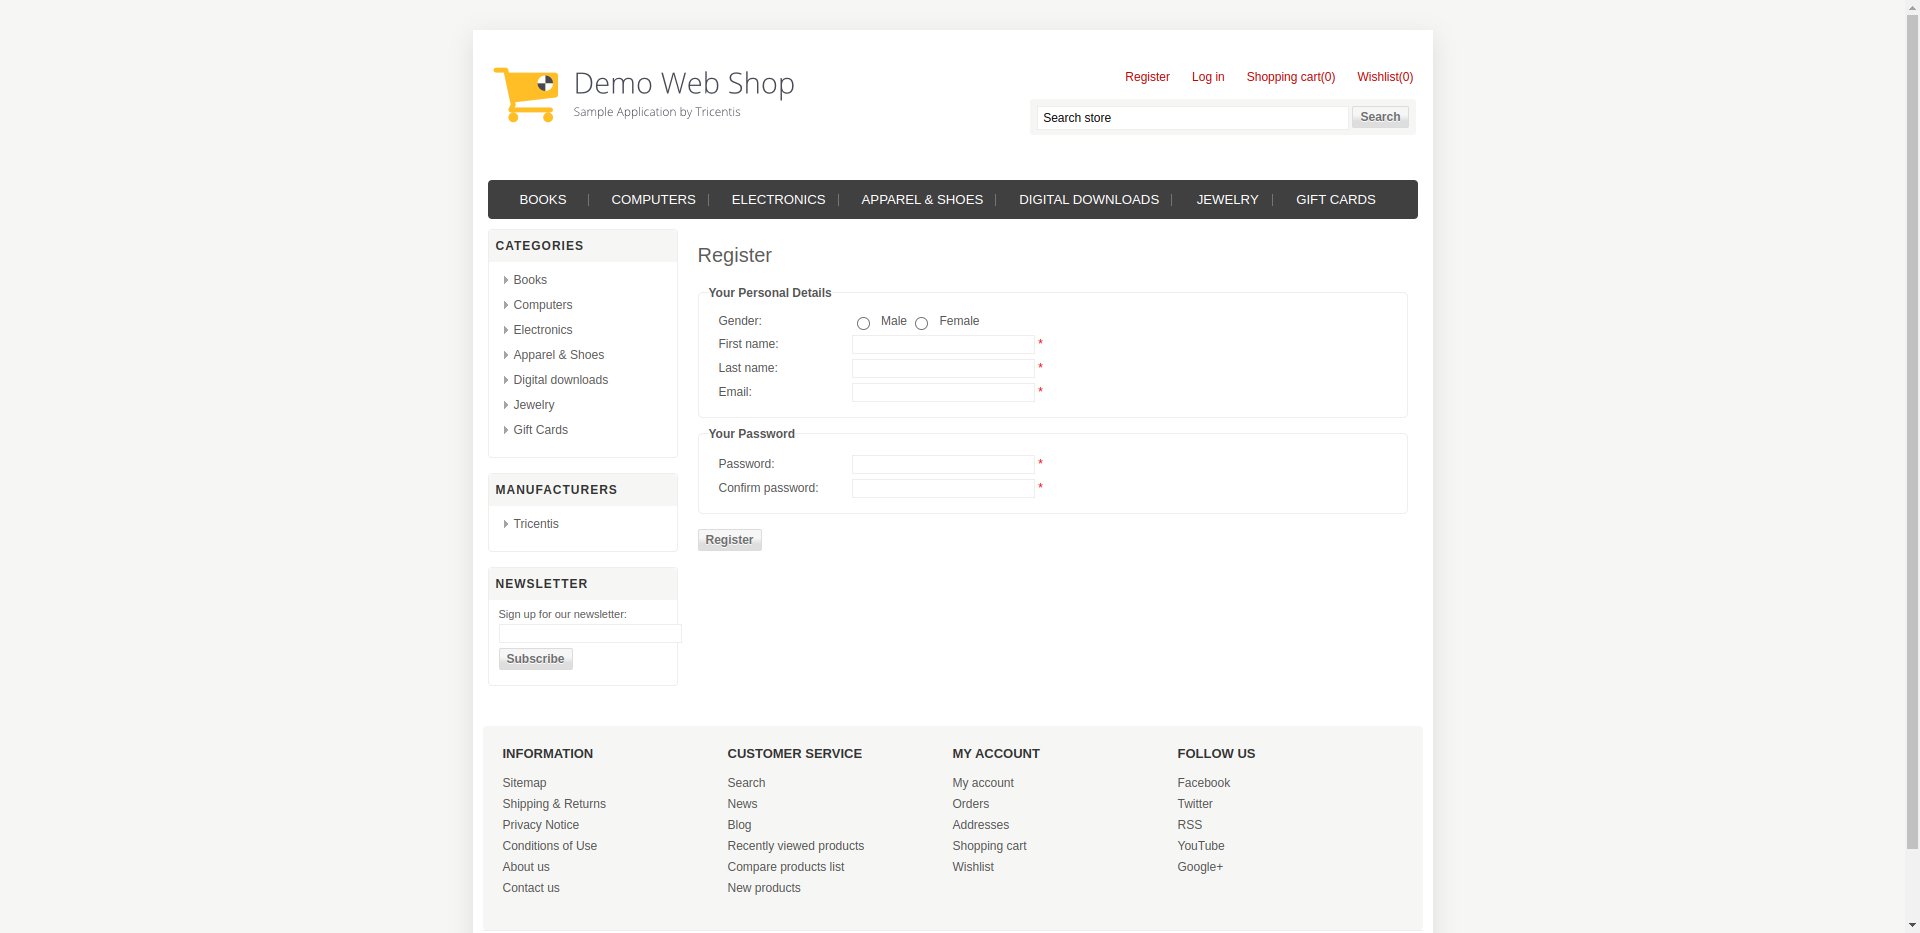 Demo Web Shop
Sample Application by Tricentis
Register Log in Shopping cart(0) Wishlist(0)
Search store Search
BOOKS COMPUTERS ELECTRONICS APPAREL & SHOES DIGITAL DOWNLOADS JEWELRY GIFT CARDS
CATEGORIES
Books
Computers
Electronics
Apparel & Shoes
Digital downloads
Jewelry
Gift Cards
MANUFACTURERS
Tricentis
NEWSLETTER
Sign up for our newsletter:
Subscribe
Register
Your Personal Details
Gender: Male Female
First name: *
Last name: *
Email: *
Your Password
Password: *
Confirm password: *
Register
INFORMATION
Sitemap
Shipping & Returns
Privacy Notice
Conditions of Use
About us
Contact us
CUSTOMER SERVICE
Search
News
Blog
Recently viewed products
Compare products list
New products
MY ACCOUNT
My account
Orders
Addresses
Shopping cart
Wishlist
FOLLOW US
Facebook
Twitter
RSS
YouTube
Google+